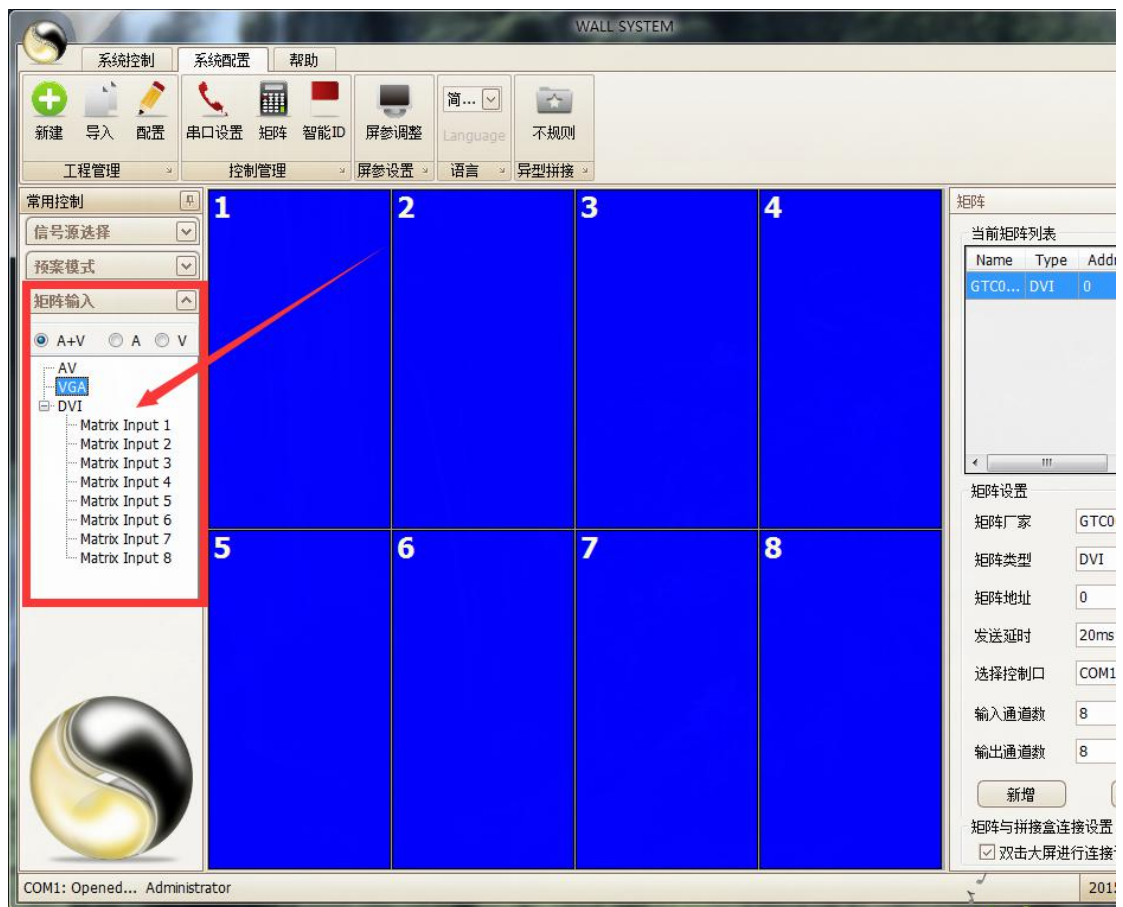 WALL SYSTEM
系统控制 系统配置 帮助
新建 导入 配置 串口设置 矩阵 智能ID 屏参调整 简... Language 不规则
工程管理 控制管理 屏参设置 语言 异型拼接
常用控制
信号源选择
预案模式
矩阵输入
A+V A V
AV
VGA
DVI
Matrix Input 1
Matrix Input 2
Matrix Input 3
Matrix Input 4
Matrix Input 5
Matrix Input 6
Matrix Input 7
Matrix Input 8
1 2 3 4
5 6 7 8
矩阵
当前矩阵列表
Name Type Addr
GTC0... DVI 0
矩阵设置
矩阵厂家 GTC0
矩阵类型 DVI
矩阵地址 0
发送延时 20ms
选择控制口 COM1
输入通道数 8
输出通道数 8
新增
矩阵与拼接盒连接设置
双击大屏进行连接
COM1: Opened... Administrator 2015